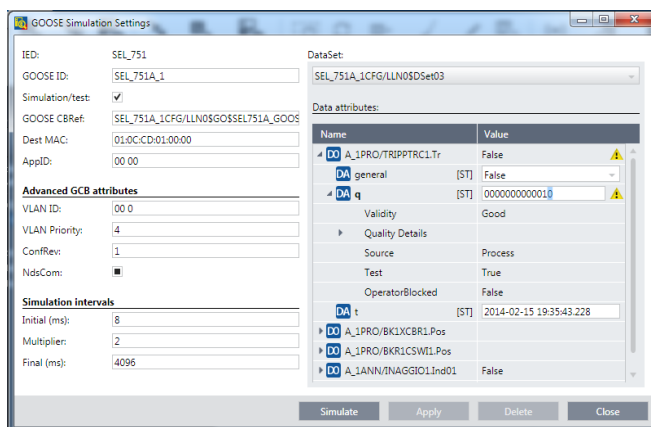 GOOSE Simulation Settings
IED: SEL_751
GOOSE ID: SEL_751A_1
Simulation/test:
GOOSE CBRef: SEL_751A_1CFG/LLN0$GO$SEL751A_GOOS
Dest MAC: 01:0C:CD:01:00:00
AppID: 00 00
Advanced GCB attributes
VLAN ID: 00 0
VLAN Priority: 4
ConfRev: 1
NdsCom:
Simulation intervals
Initial (ms): 8
Multiplier: 2
Final (ms): 4096
DataSet:
SEL_751A_1CFG/LLN0$DSet03
Data attributes:
Name Value
DO A_1PRO/TRIPPTRC1.Tr False
DA general [ST] False
DA q [ST] 000000000010
Validity Good
Quality Details
Source Process
Test True
OperatorBlocked False
DA t [ST] 2014-02-15 19:35:43.228
DO A_1PRO/BK1XCBR1.Pos
DO A_1PRO/BKR1CSWI1.Pos
DO A_1ANN/INAGGIO1.Ind01 False
Simulate Apply Delete Close